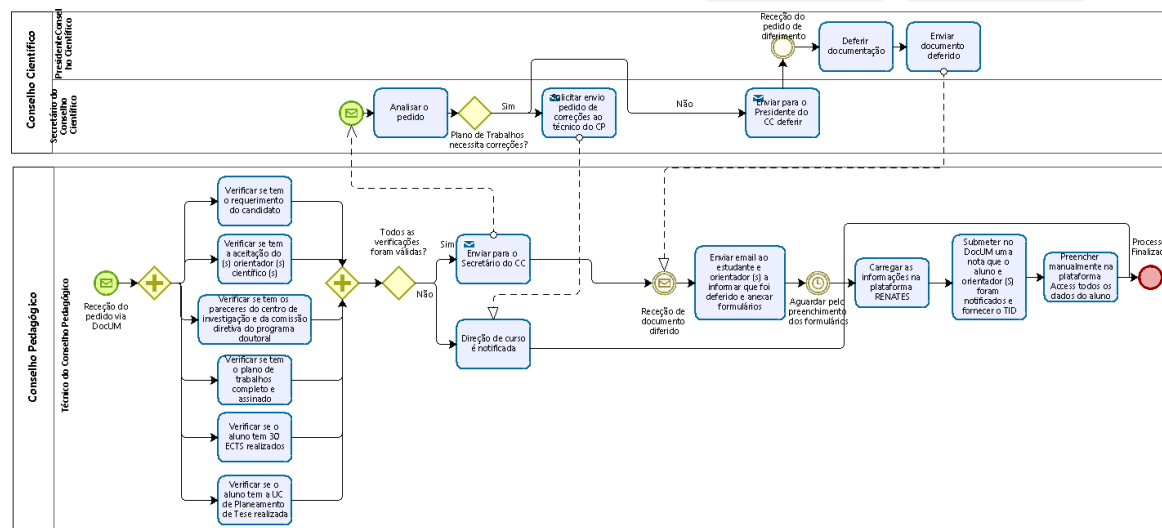 Conselho Científico
PresidenteConsel
ho Científico
Secretário do
Conselho
Científico
Receção do
pedido de
diferimento
Deferir
documentação
Enviar
documento
deferido
Analisar o
pedido
Sim
Plano de Trabalhos
necessita correções?
Solicitar envio
pedido de
correções ao
técnico do CP
Não
Enviar para o
Presidente do
CC deferir
Conselho Pedagógico
Técnico do Conselho Pedagógico
Receção do
pedido via
DocUM
Verificar se tem
o requerimento
do candidato
Verificar se tem
a aceitação do
(s) orientador (s)
científico (s)
Verificar se tem os
pareceres do centro de
investigação e da comissão
diretiva do programa
doutoral
Verificar se tem
o plano de
trabalhos
completo e
assinado
Verificar se o
aluno tem 30
ECTS realizados
Verificar se o
aluno tem a UC
de Planeamento
de Tese realizada
Todos as
verificações
foram válidas?
Sim
Não
Enviar para o
Secretário do CC
Direção de curso
é notificada
Receção de
documento
diferido
Enviar email ao
estudante e
orientador (s) a
informar que foi
deferido e anexar
formulários
Aguardar pelo
preenchimento
dos formulários
Carregar as
informações na
plataforma
RENATES
Submeter no
DocUM uma
nota que o
aluno e
orientador (S)
foram
notificados e
fornecer o TID
Preencher
manualmente na
plataforma
Access todos os
dados do aluno
Processo
Finalizado